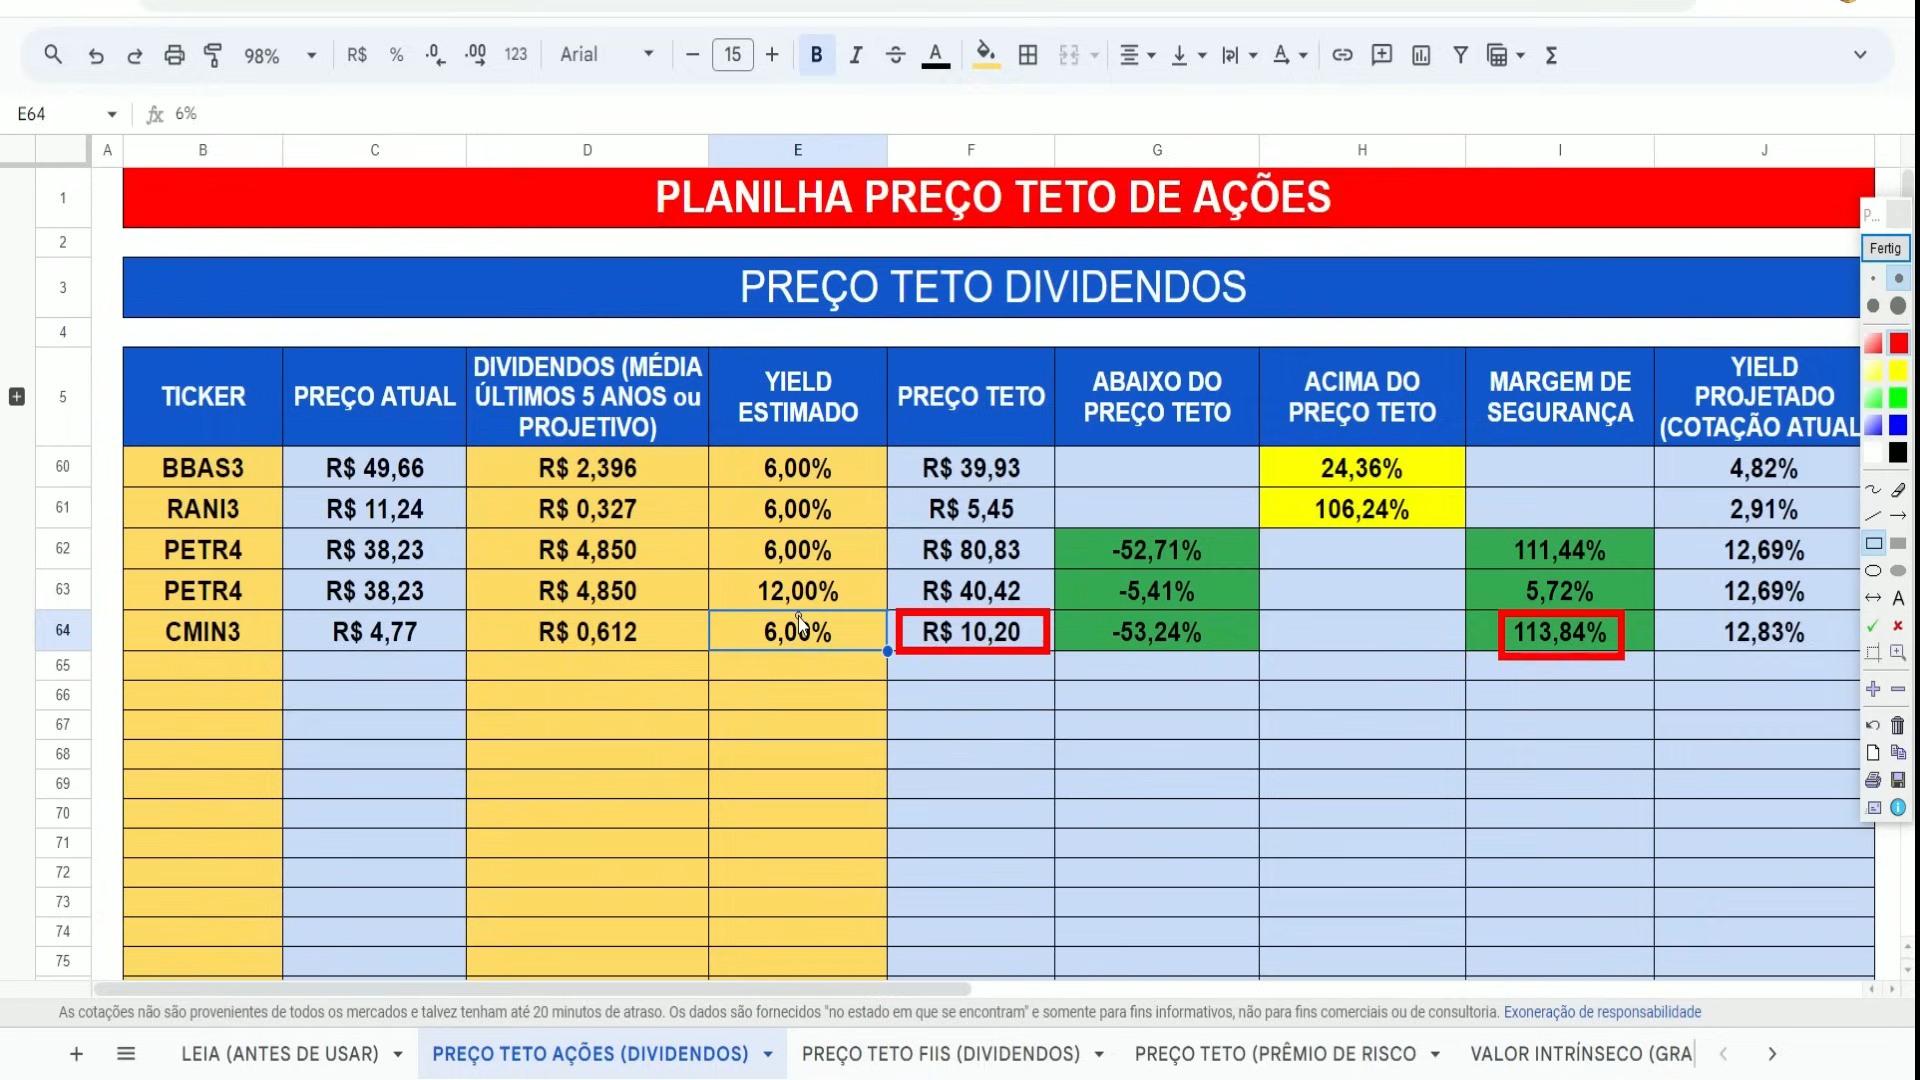 98%
R$
%
.0
.00
123
Arial
15
B
I
S
A
E64
fx
6%
A B C D E F G H I J
1
PLANILHA PREÇO TETO DE AÇÕES
P...
2
Fertig
3
PREÇO TETO DIVIDENDOS
4
5
TICKER
PREÇO ATUAL
DIVIDENDOS (MÉDIA
ÚLTIMOS 5 ANOS ou
PROJETIVO)
YIELD
ESTIMADO
PREÇO TETO
ABAIXO DO
PREÇO TETO
ACIMA DO
PREÇO TETO
MARGEM DE
SEGURANÇA
YIELD
PROJETADO
(COTAÇÃO ATUAL
60 BBAS3 R$ 49,66 R$ 2,396 6,00% R$ 39,93 24,36% 4,82%
61 RANI3 R$ 11,24 R$ 0,327 6,00% R$ 5,45 106,24% 2,91%
62 PETR4 R$ 38,23 R$ 4,850 6,00% R$ 80,83 -52,71% 111,44% 12,69%
63 PETR4 R$ 38,23 R$ 4,850 12,00% R$ 40,42 -5,41% 5,72% 12,69%
64 CMIN3 R$ 4,77 R$ 0,612 6,00% R$ 10,20 -53,24% 113,84% 12,83%
65
66
67
68
69
70
71
72
73
74
75
As cotações não são provenientes de todos os mercados e talvez tenham até 20 minutos de atraso. Os dados são fornecidos "no estado em que se encontram" e somente para fins informativos, não para fins comerciais ou de consultoria. Exoneração de responsabilidade
LEIA (ANTES DE USAR) PREÇO TETO AÇÕES (DIVIDENDOS) PREÇO TETO FIIS (DIVIDENDOS) PREÇO TETO (PRÊMIO DE RISCO VALOR INTRÍNSECO (GRA